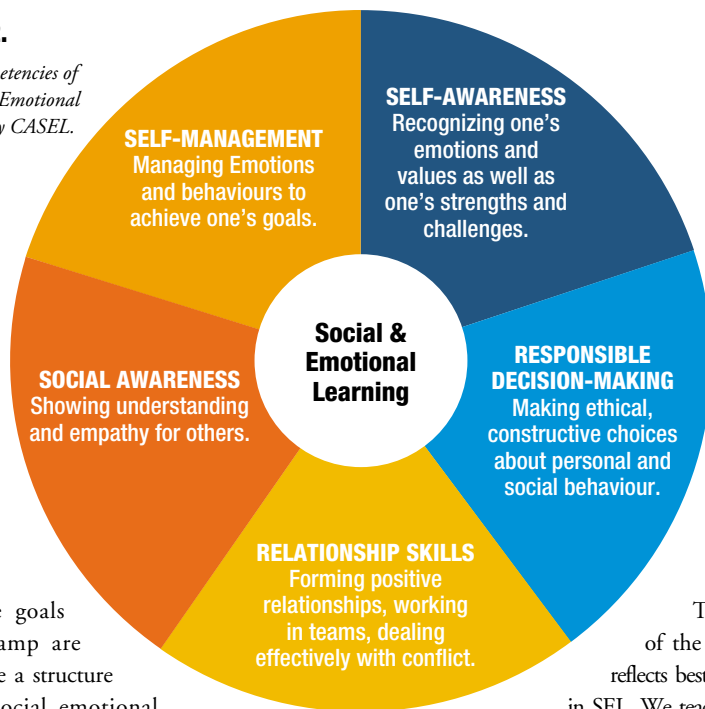 etencies of
Emotional
y CASEL.
SELF-MANAGEMENT
Managing Emotions
and behaviours to
achieve one's goals.
SELF-AWARENESS
Recognizing one's
emotions and
values as well as
one's strengths and
challenges.
RESPONSIBLE
DECISION-MAKING
Making ethical,
constructive choices
about personal and
social behaviour.
Social &
Emotional
Learning
SOCIAL AWARENESS
Showing understanding
and empathy for others.
RELATIONSHIP SKILLS
Forming positive
relationships, working
in teams, dealing
effectively with conflict.
goals
amp are
e a structure
ocial emotional
T
of the
reflects best
in SEL. We teac